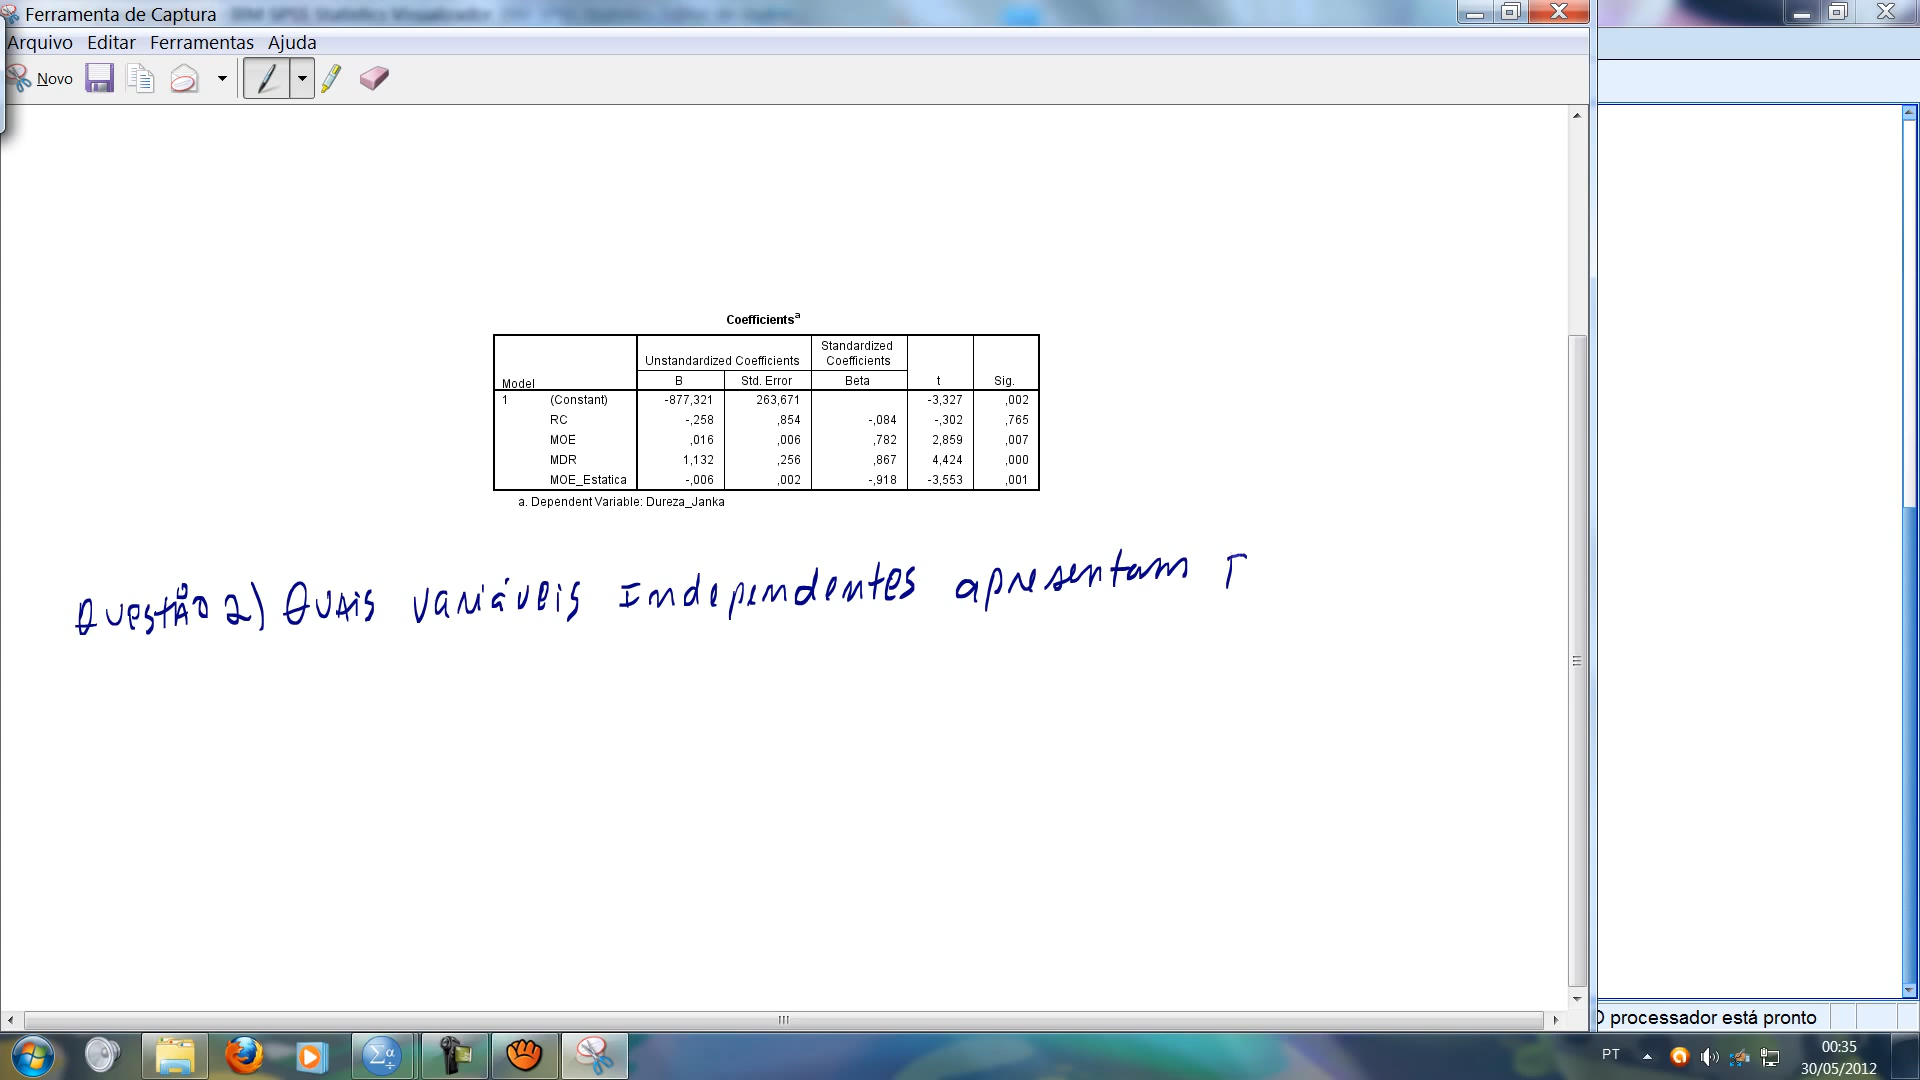 Ferramenta de Captura
Arquivo Editar Ferramentas Ajuda
Novo
Coefficientsa
Model Unstandardized Coefficients Standardized Coefficients t Sig.
B Std. Error Beta
1 (Constant) -877,321 263,671 -3,327 ,002
RC -,258 ,854 -,084 -,302 ,765
MOE ,016 ,006 ,782 2,859 ,007
MDR 1,132 ,256 ,867 4,424 ,000
MOE_Estatica -,006 ,002 -,918 -3,553 ,001
a. Dependent Variable: Dureza_Janka
Questão 2) Quais variáveis Independentes apresentam
O processador está pronto
PT
00:35
30/05/2012